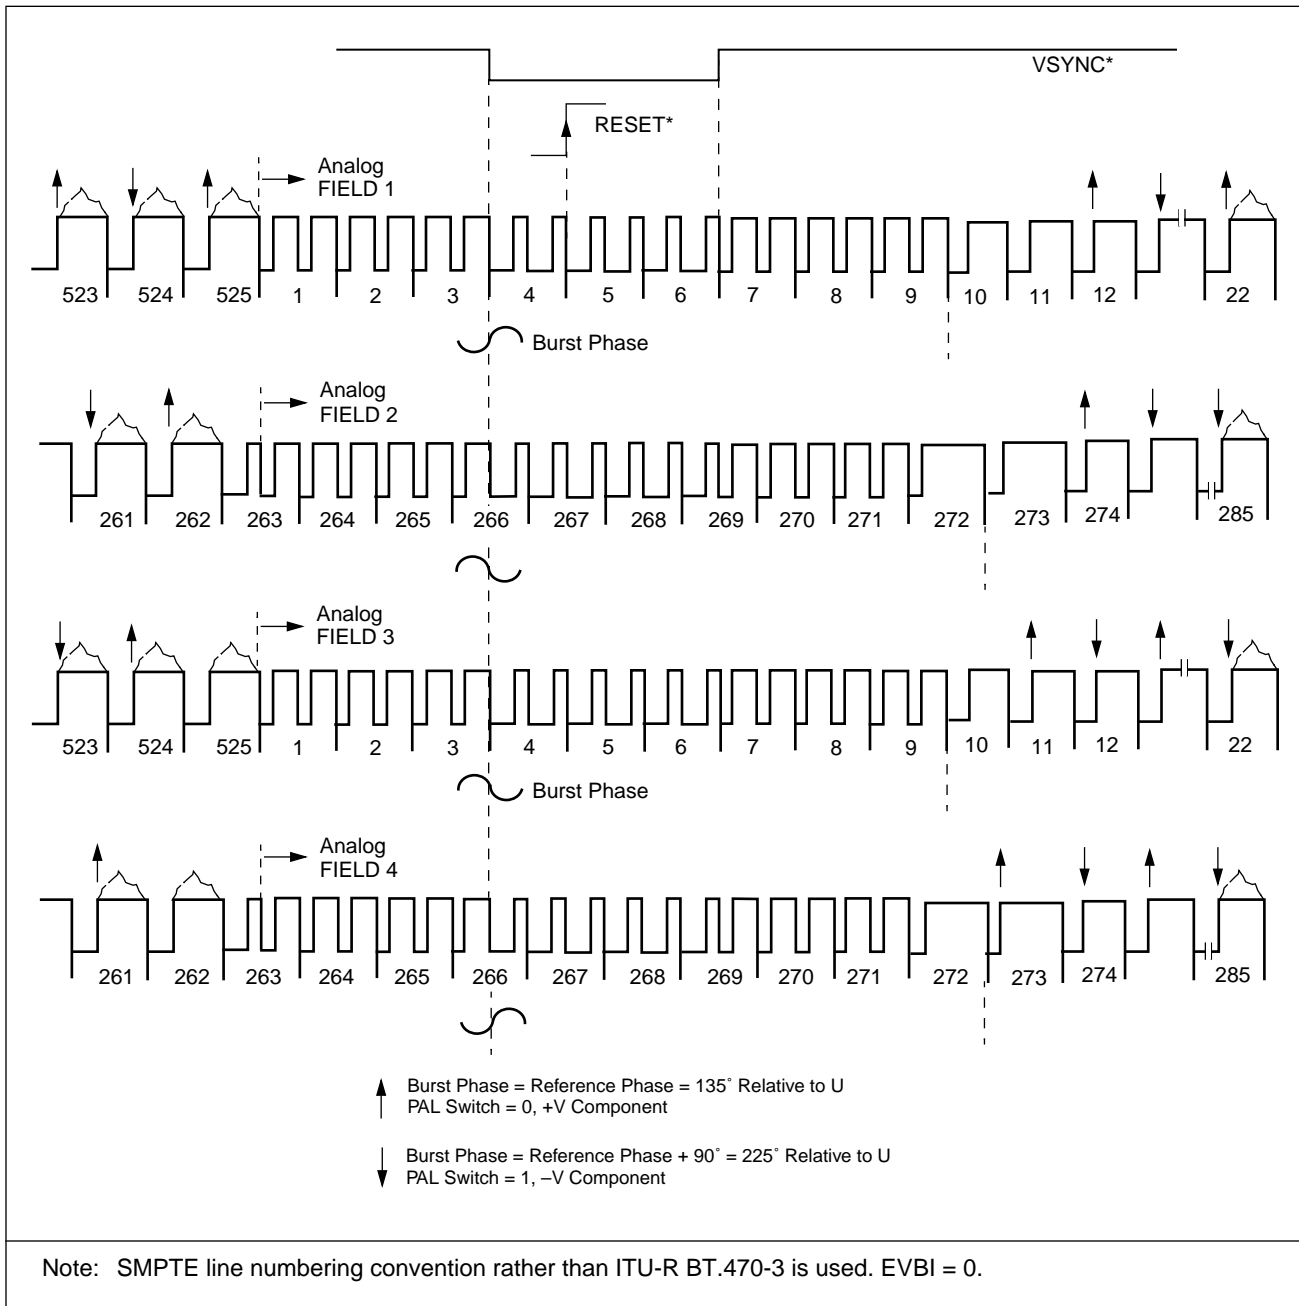 VSYNC*
RESET*
Analog
FIELD 1
523 524 525 1 2 3 4 5 6 7 8 9 10 11 12 22
Burst Phase
Analog
FIELD 2
261 262 263 264 265 266 267 268 269 270 271 272 273 274 285
Analog
FIELD 3
523 524 525 1 2 3 4 5 6 7 8 9 10 11 12 22
Burst Phase
Analog
FIELD 4
261 262 263 264 265 266 267 268 269 270 271 272 273 274 285
Burst Phase = Reference Phase = 135° Relative to U
PAL Switch = 0, +V Component
Burst Phase = Reference Phase + 90° = 225° Relative to U
PAL Switch = 1, –V Component
Note: SMPTE line numbering convention rather than ITU-R BT.470-3 is used. EVBI = 0.